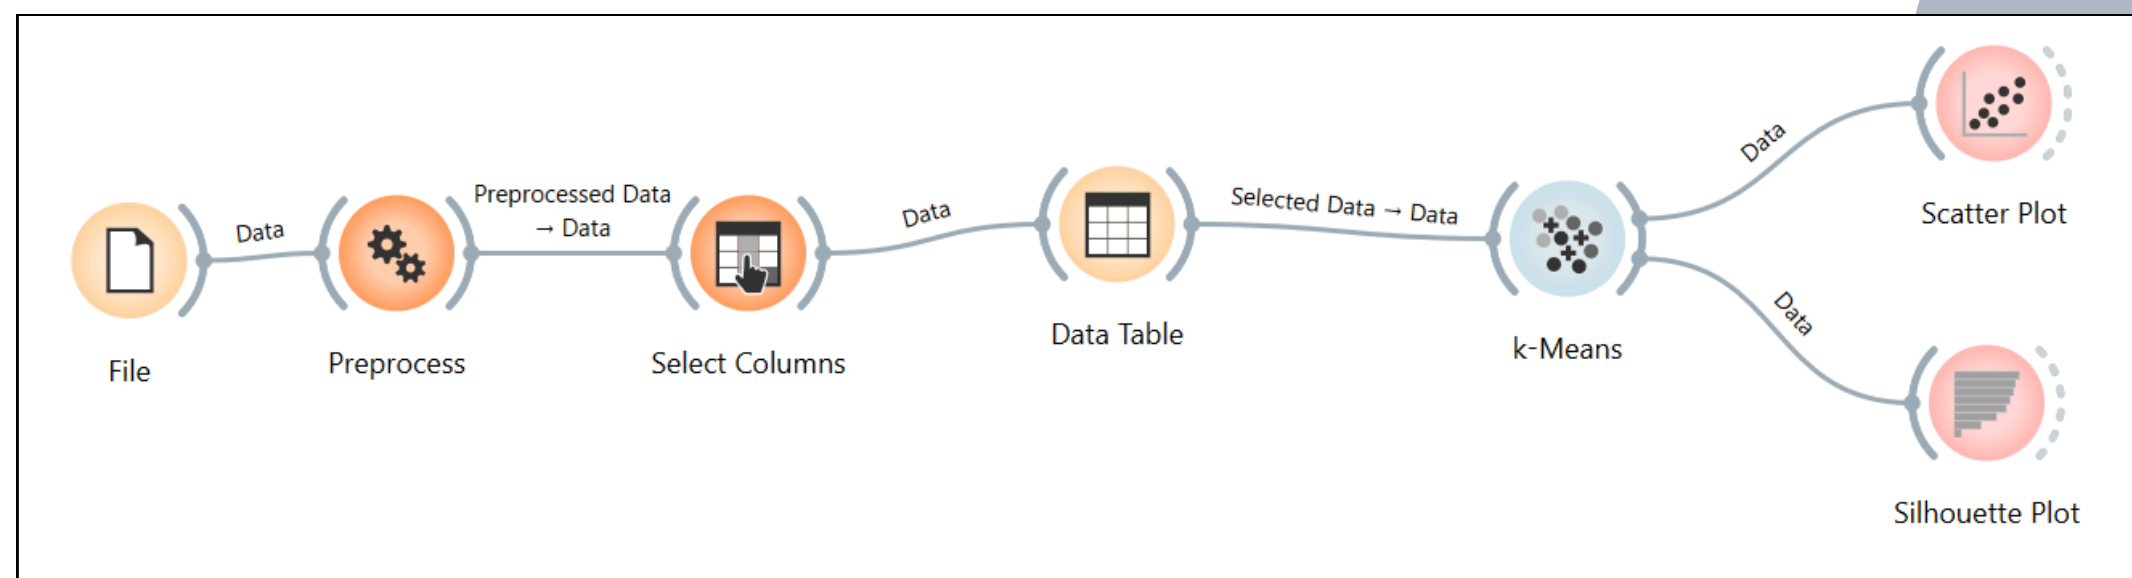 Data
Preprocessed Data
→ Data
Data
Selected Data → Data
Data
Data
File
Preprocess
Select Columns
Data Table
k-Means
Scatter Plot
Silhouette Plot